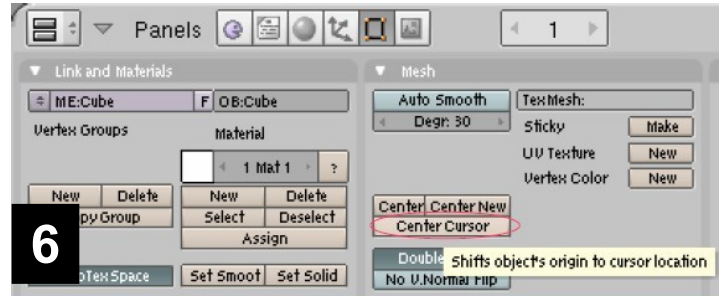 Panels 1
Link and Materials
ME:Cube F OB:Cube
Vertex Groups Material
1 Mat 1 ?
New Delete New Delete
Group Select Deselect
Assign
Space Set Smoot Set Solid
6
Mesh
Auto Smooth TexMesh:
Degr: 30 Sticky Make
UV Texture New
Vertex Color New
Center Center New
Center Cursor
Double
Shifts object's origin to cursor location
No V.Normal Flip